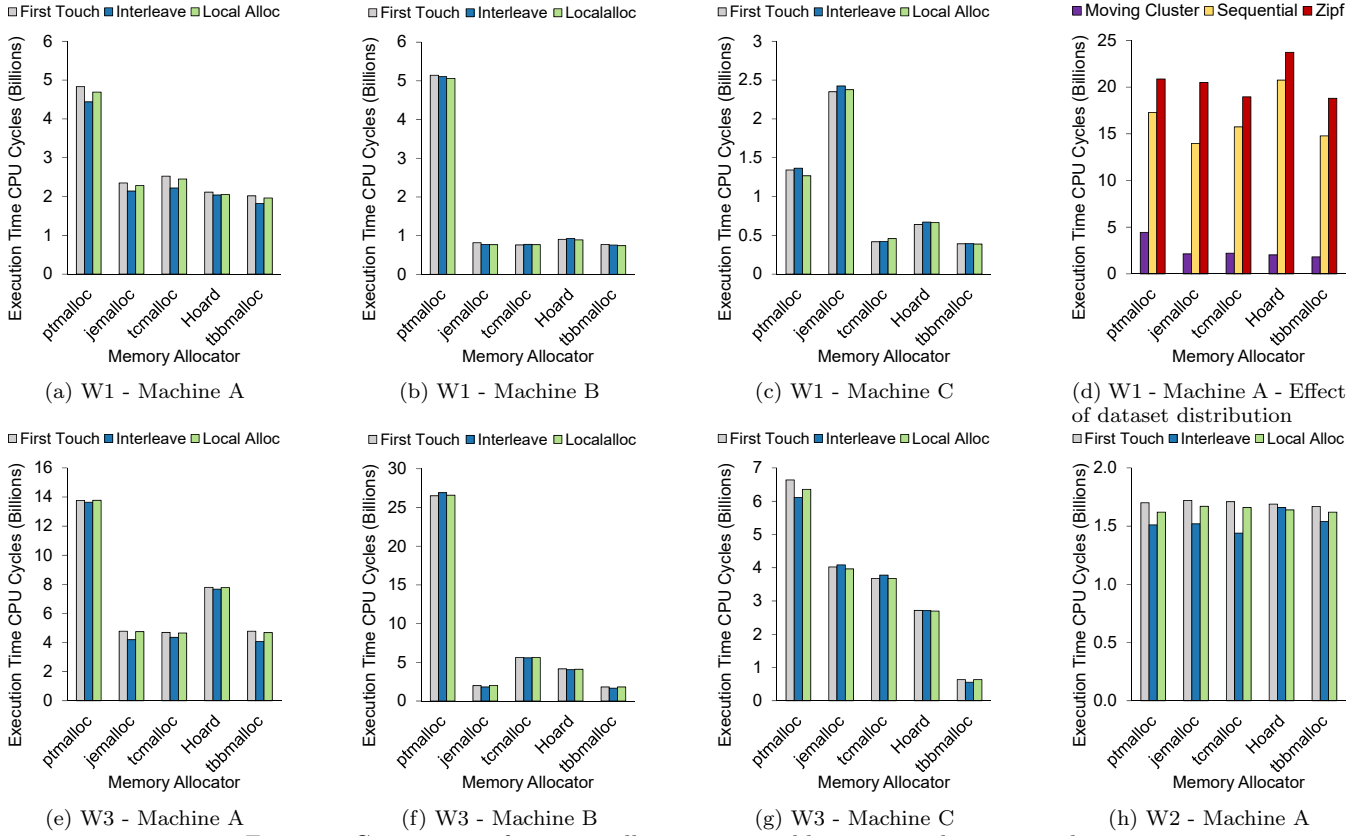 First Touch Interleave Localalloc
Execution Time CPU Cycles (Billions)
6
5
4
3
2
1
0
ptmalloc
jemalloc
tcmalloc
Hoard
tbbmalloc
Memory Allocator
(a) W1 - Machine A
First Touch Interleave Local Alloc
Execution Time CPU Cycles (Billions)
6
5
4
3
2
1
0
ptmalloc
jemalloc
tcmalloc
Hoard
tbbmalloc
Memory Allocator
(b) W1 - Machine B
First Touch Interleave Local Alloc
Execution Time CPU Cycles (Billions)
3
2.5
2
1.5
1
0.5
0
ptmalloc
jemalloc
tcmalloc
Hoard
tbbmalloc
Memory Allocator
(c) W1 - Machine C
Moving Cluster Sequential Zipf
Execution Time CPU Cycles (Billions)
25
20
15
10
5
0
ptmalloc
jemalloc
tcmalloc
Hoard
tbbmalloc
Memory Allocator
(d) W1 - Machine A - Effect
of dataset distribution
First Touch Interleave Local Alloc
Execution Time CPU Cycles (Billions)
16
14
12
10
8
6
4
2
0
ptmalloc
jemalloc
tcmalloc
Hoard
tbbmalloc
Memory Allocator
(e) W3 - Machine A
First Touch Interleave Localalloc
Execution Time CPU Cycles (Billions)
30
25
20
15
10
5
0
ptmalloc
jemalloc
tcmalloc
Hoard
tbbmalloc
Memory Allocator
(f) W3 - Machine B
First Touch Interleave Local Alloc
Execution Time CPU Cycles (Billions)
7
6
5
4
3
2
1
0
ptmalloc
jemalloc
tcmalloc
Hoard
tbbmalloc
Memory Allocator
(g) W3 - Machine C
First Touch Interleave Local Alloc
Execution Time CPU Cycles (Billions)
2.0
1.5
1.0
0.5
0.0
ptmalloc
jemalloc
tcmalloc
Hoard
tbbmalloc
Memory Allocator
(h) W2 - Machine A